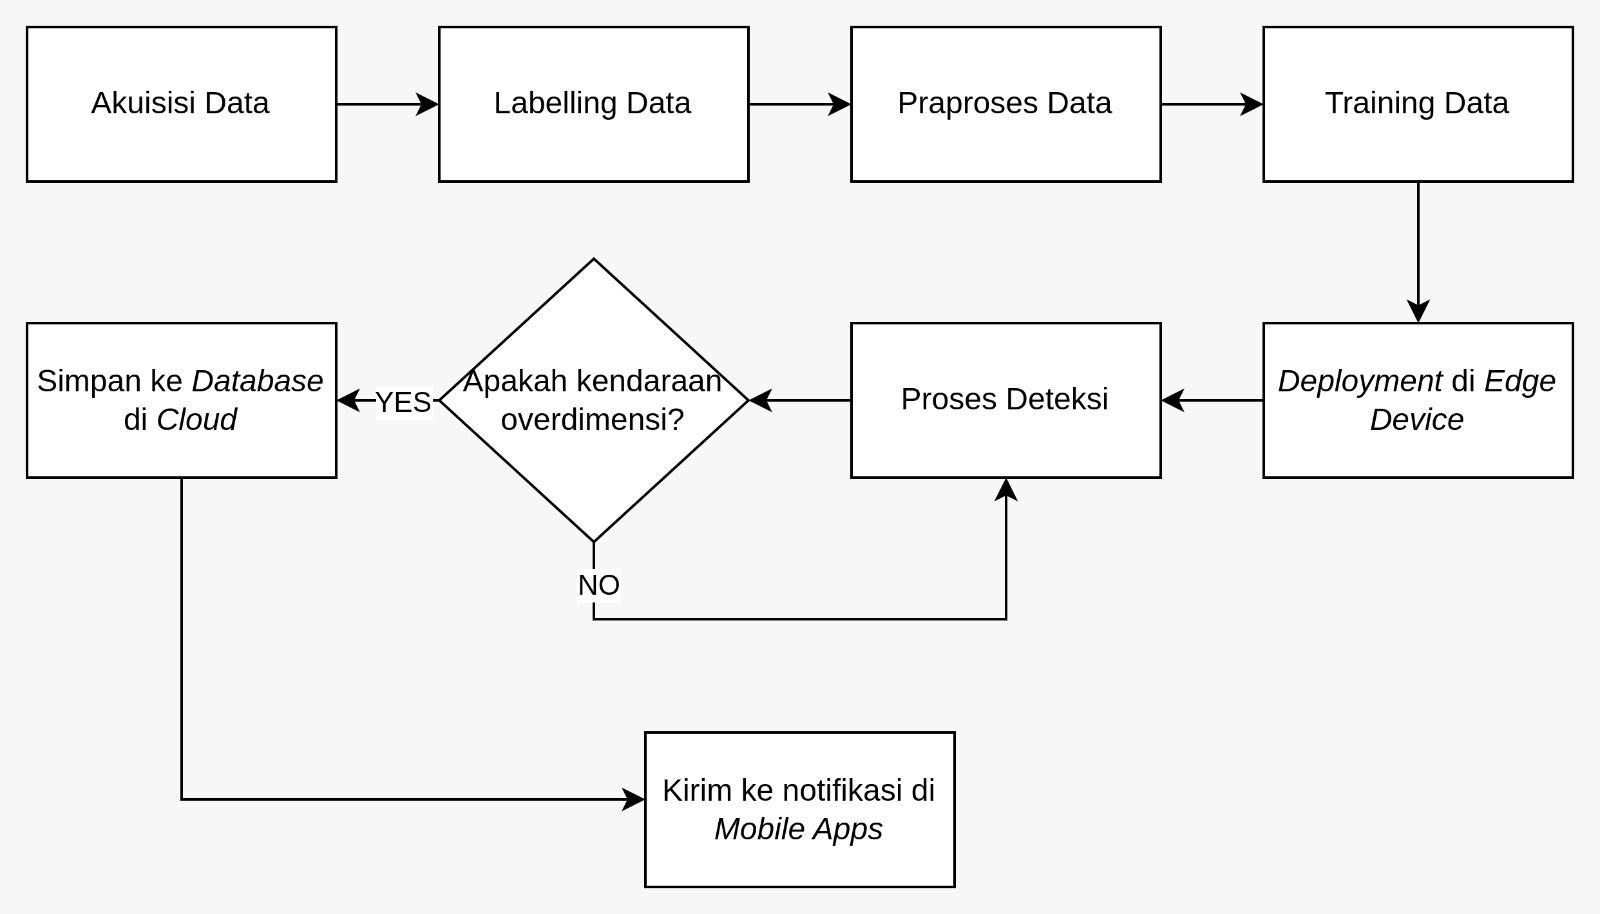 Akuisisi Data
Labelling Data
Praproses Data
Training Data
Simpan ke Database
di Cloud
YES
Apakah kendaraan
overdimensi?
Proses Deteksi
Deployment di Edge
Device
NO
Kirim ke notifikasi di
Mobile Apps